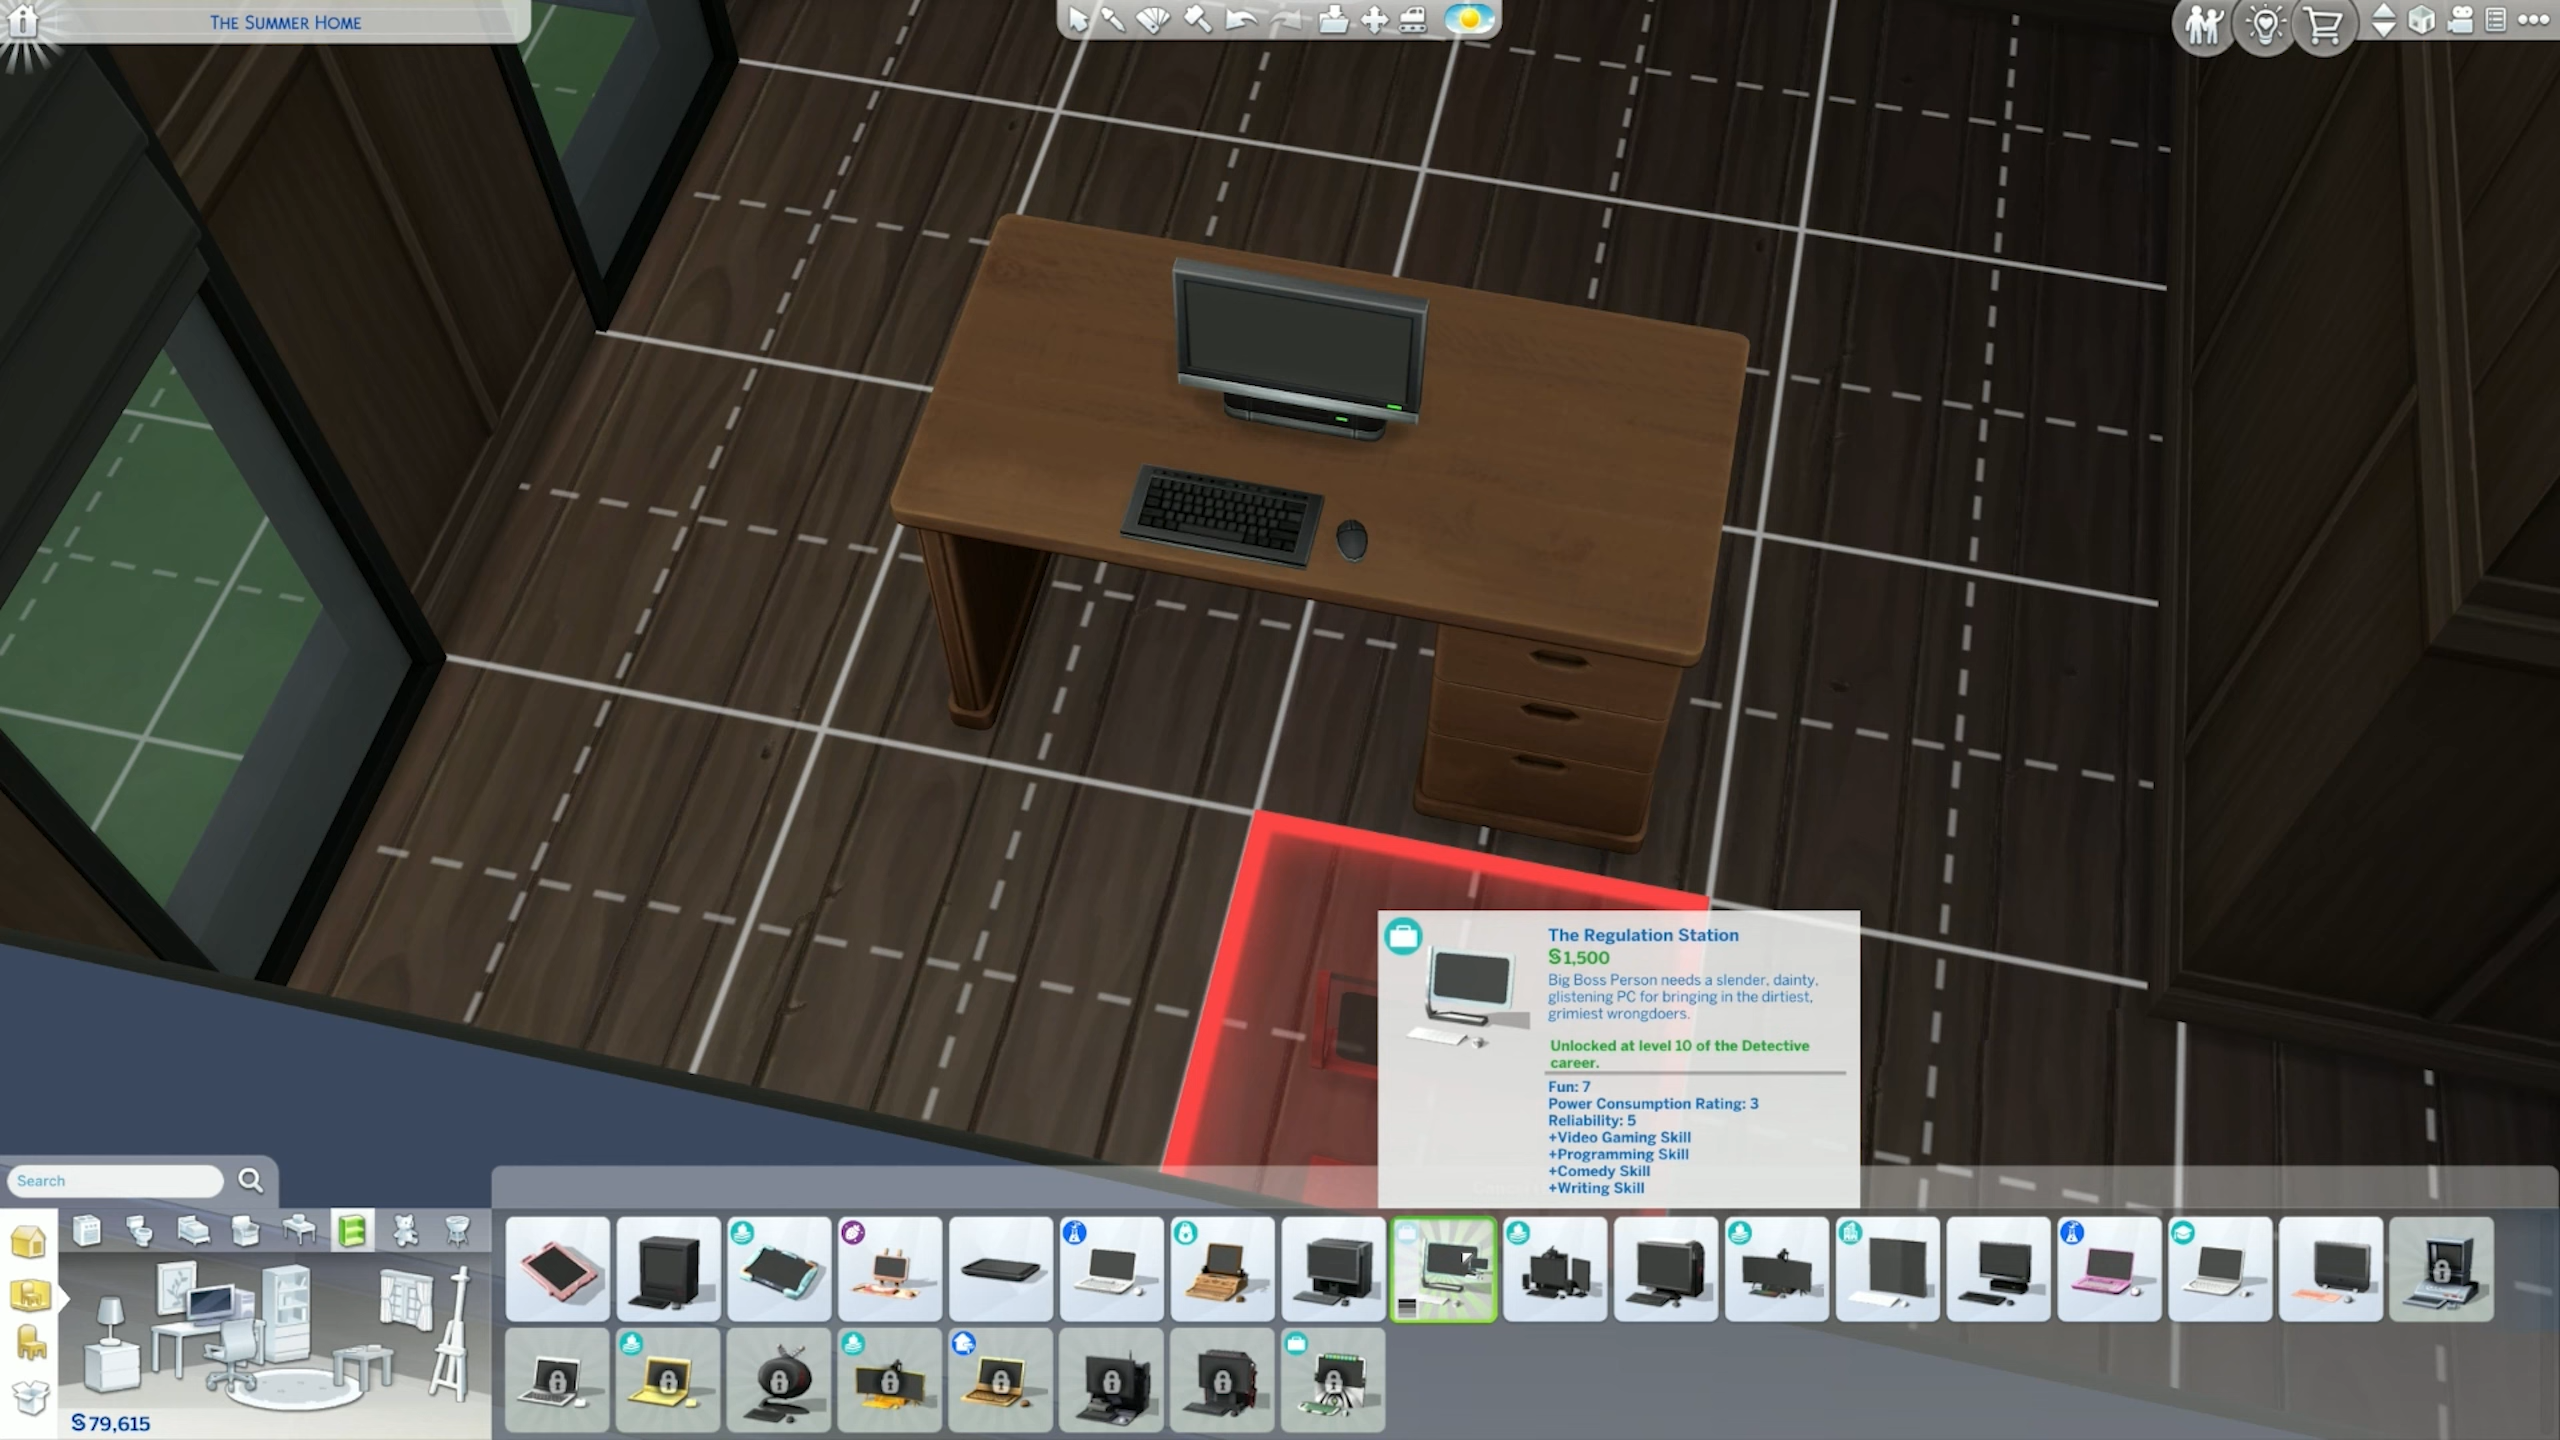 The Summer Home
The Regulation Station
§1,500
Big Boss Person needs a slender, dainty,
glistening PC for bringing in the dirtiest,
grimiest wrongdoers.
Unlocked at level 10 of the Detective
career.
Fun: 7
Power Consumption Rating: 3
Reliability: 5
+Video Gaming Skill
+Programming Skill
+Comedy Skill
+Writing Skill
Search
§79,615